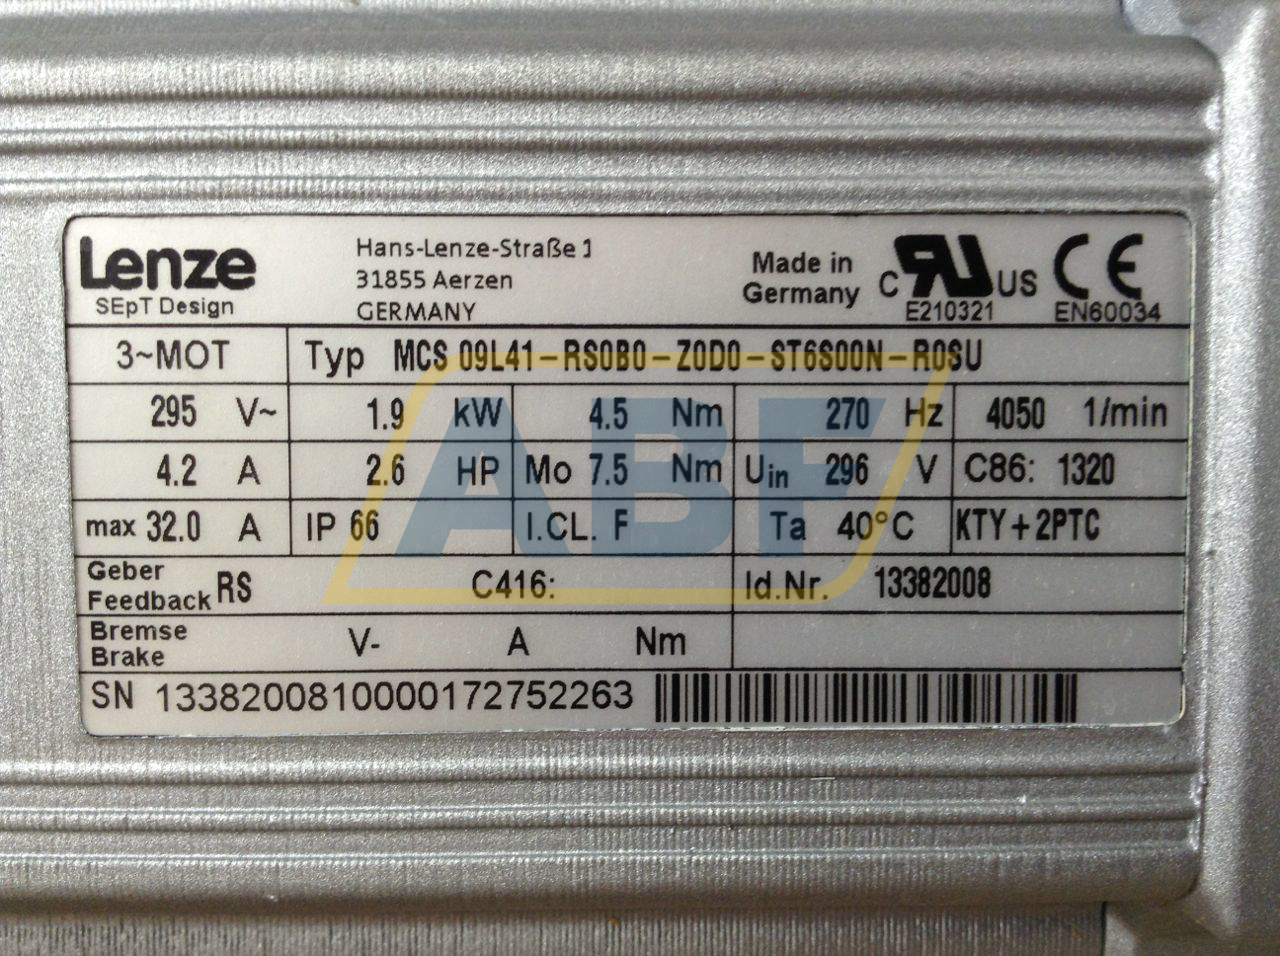 Lenze
SEpT Design
Hans-Lenze-Straße 1
31855 Aerzen
GERMANY
Made in
Germany
C RU US
E210321
CE
EN60034
3~MOT Typ MCS 09L41-RS0B0-Z0D0-ST6S00N-R0SU
295 V~ 1.9 kW 4.5 Nm 270 Hz 4050 1/min
4.2 A 2.6 HP Mo 7.5 Nm Uin 296 V C86: 1320
max 32.0 A IP 66 I.CL. F Ta 40°C KTY+2PTC
Geber
Feedback RS C416: Id.Nr. 13382008
Bremse
Brake V- A Nm
SN 1338200810000172752263
ABF